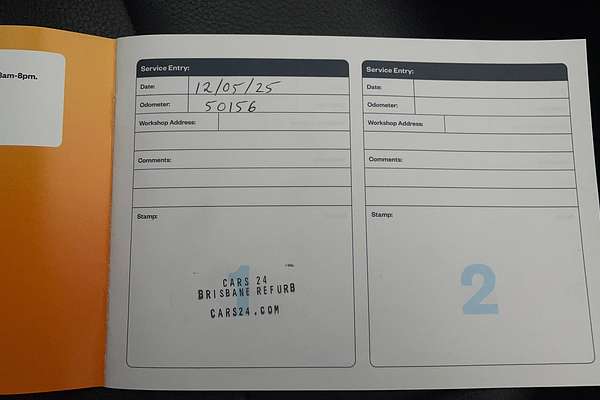 8am-8pm.
Service Entry:
Date: 12/05/25
Odometer: 50156
Workshop Address:
Comments:
Stamp:
1
CARS 24
BRISBANE REFURB
CARS24.COM
Service Entry:
Date:
Odometer:
Workshop Address:
Comments:
Stamp:
2